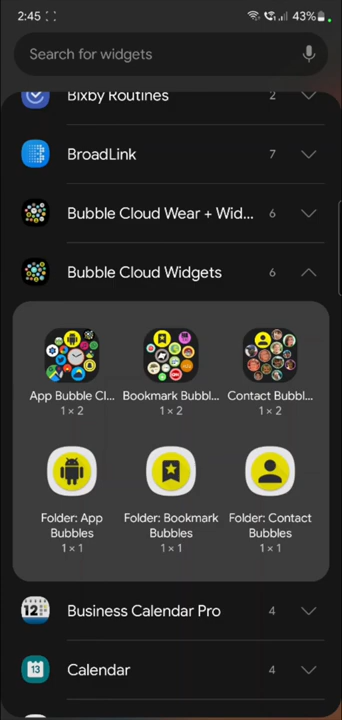 2:45
43%
Search for widgets
Bixby Routines 2
BroadLink 7
Bubble Cloud Wear + Wid... 6
Bubble Cloud Widgets 6
App Bubble Cl...
1 × 2
Bookmark Bubbl...
1 × 2
Contact Bubbl...
1 × 2
Folder: App
Bubbles
1 × 1
Folder: Bookmark
Bubbles
1 × 1
Folder: Contact
Bubbles
1 × 1
12
Business Calendar Pro 4
13
Calendar 4